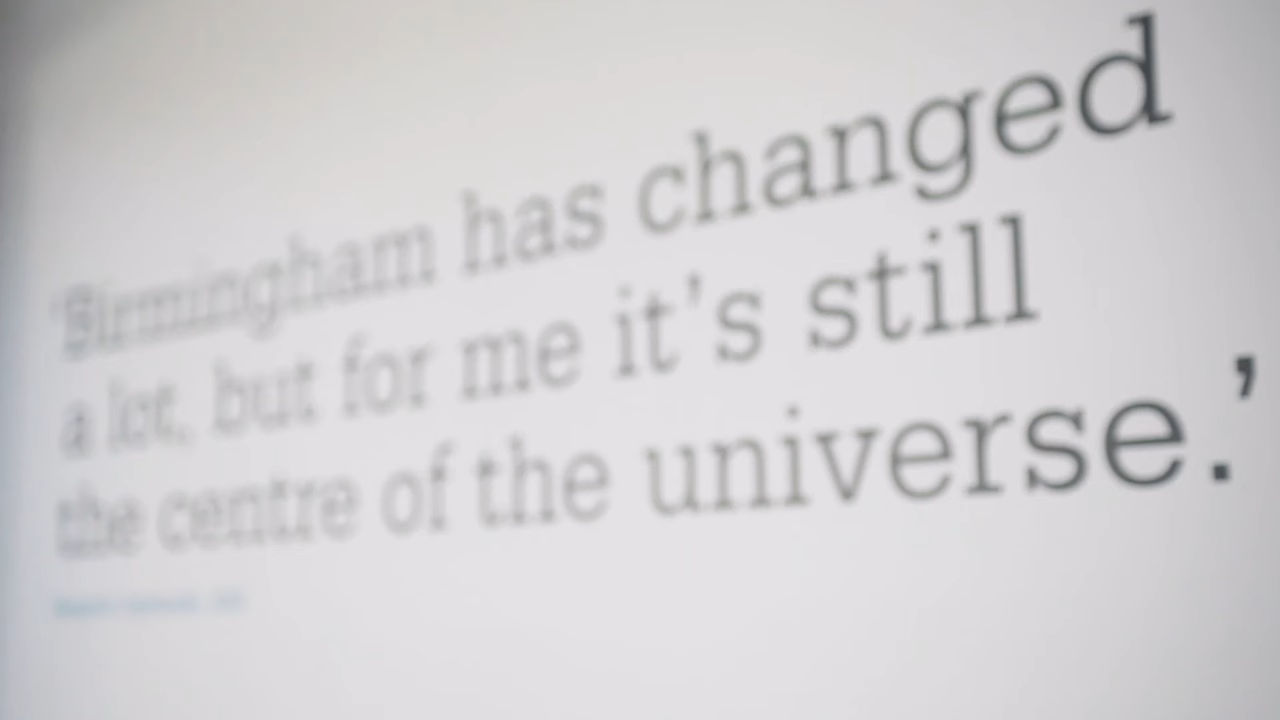 ‘Birmingham has changed
a lot, but for me it’s still
the centre of the universe.’